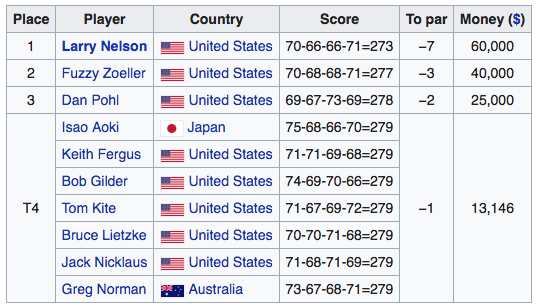 Place Player Country Score To par Money ($)
1 Larry Nelson United States 70-66-66-71=273 −7 60,000
2 Fuzzy Zoeller United States 70-68-68-71=277 −3 40,000
3 Dan Pohl United States 69-67-73-69=278 −2 25,000
T4 Isao Aoki Japan 75-68-66-70=279 −1 13,146
Keith Fergus United States 71-71-69-68=279
Bob Gilder United States 74-69-70-66=279
Tom Kite United States 71-67-69-72=279
Bruce Lietzke United States 70-70-71-68=279
Jack Nicklaus United States 71-68-71-69=279
Greg Norman Australia 73-67-68-71=279